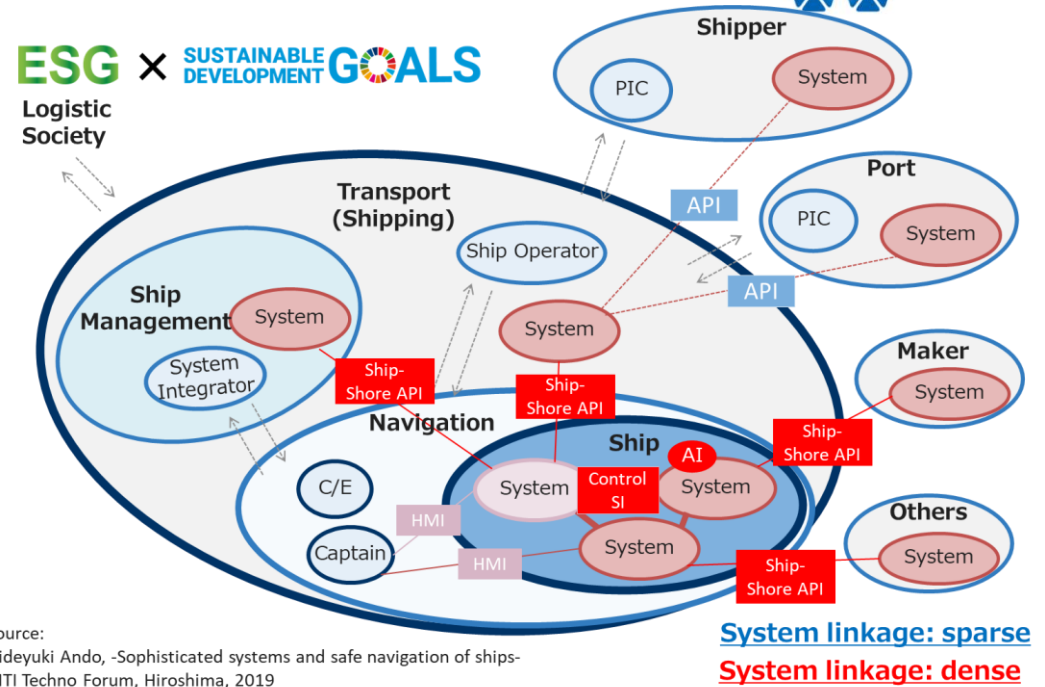 Shipper
PIC
System
ESG × SUSTAINABLE DEVELOPMENT GOALS
Logistic
Society
Port
PIC
System
API
Transport
(Shipping)
Ship Operator
API
Ship
Management
System
System
System
Integrator
Maker
System
Ship-
Shore API
Ship-
Shore API
Navigation
Ship-
Shore API
Ship
AI
C/E
System
Control
SI
System
HMI
Others
Captain
System
System
HMI
Ship-
Shore API
ource:
ideyuki Ando, -Sophisticated systems and safe navigation of ships-
TI Techno Forum, Hiroshima, 2019
System linkage: sparse
System linkage: dense